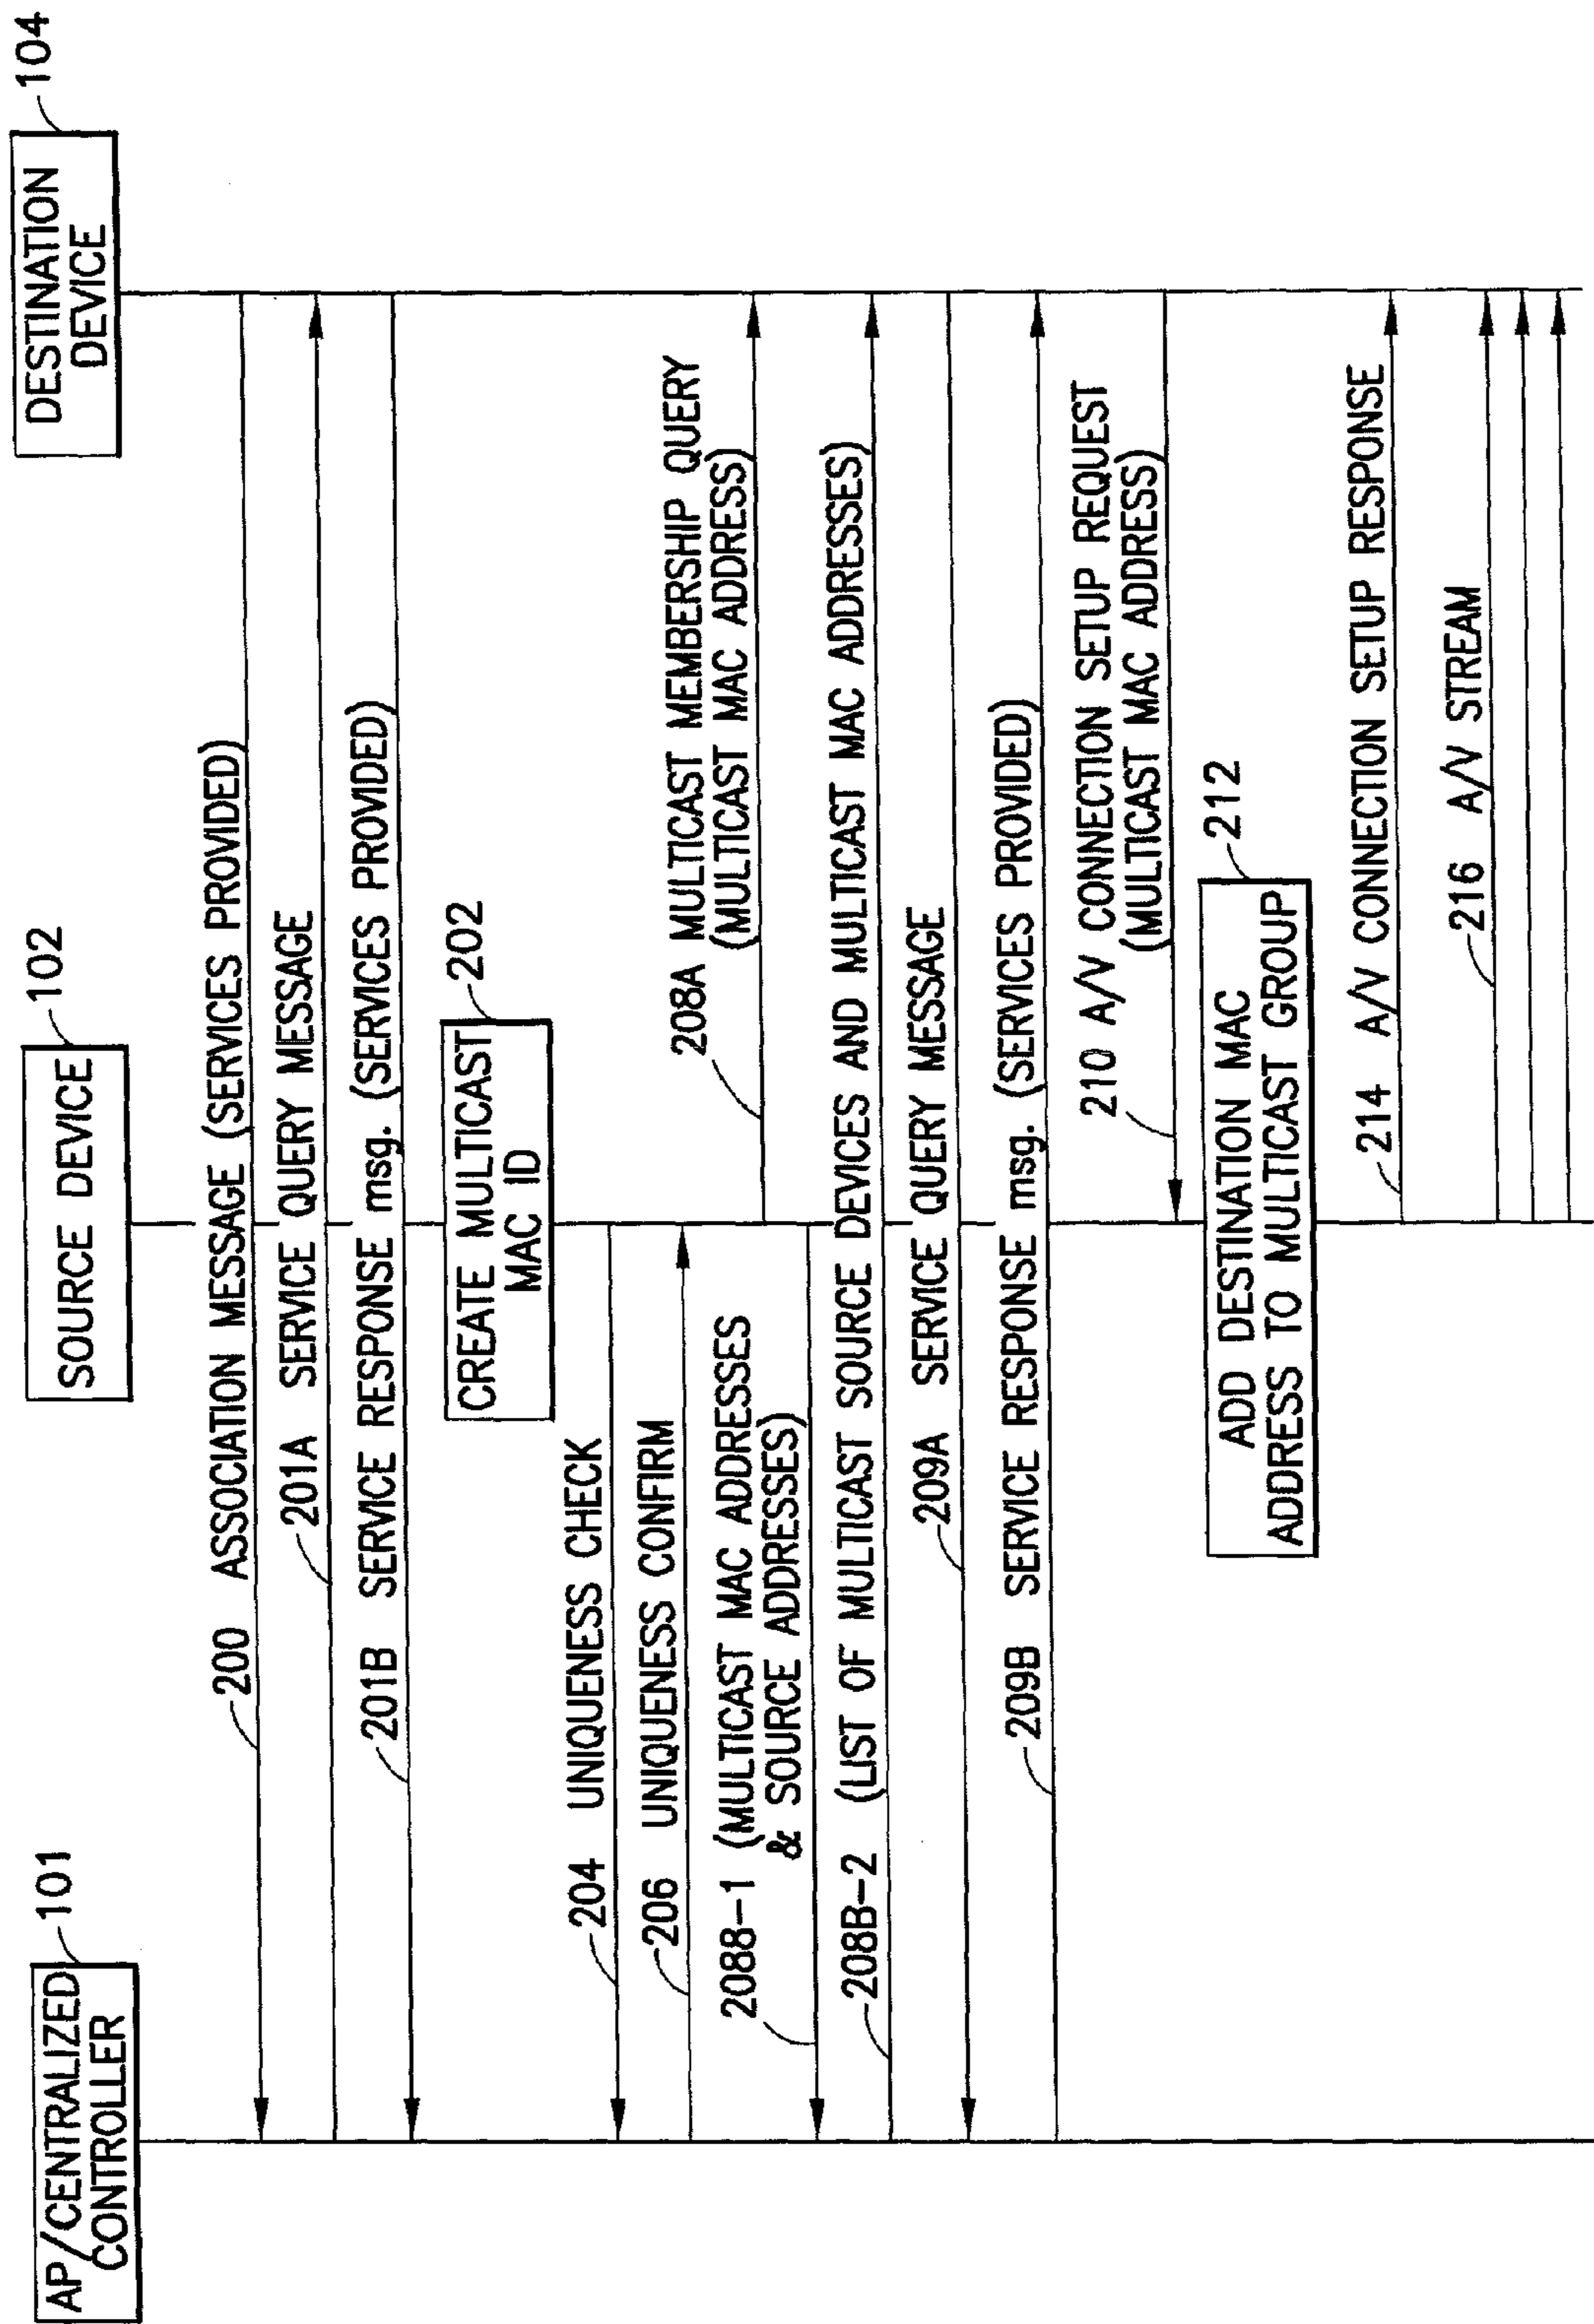 AP/CENTRALIZED
CONTROLLER
101
SOURCE DEVICE
102
DESTINATION
DEVICE
104
200 ASSOCIATION MESSAGE (SERVICES PROVIDED)
201A SERVICE QUERY MESSAGE
201B SERVICE RESPONSE msg. (SERVICES PROVIDED)
CREATE MULTICAST
MAC ID
202
204 UNIQUENESS CHECK
206 UNIQUENESS CONFIRM
208A MULTICAST MEMBERSHIP QUERY
(MULTICAST MAC ADDRESS)
208B-1 (MULTICAST MAC ADDRESSES
& SOURCE ADDRESSES)
208B-2 (LIST OF MULTICAST SOURCE DEVICES AND MULTICAST MAC ADDRESSES)
209A SERVICE QUERY MESSAGE
209B SERVICE RESPONSE msg. (SERVICES PROVIDED)
210 A/V CONNECTION SETUP REQUEST
(MULTICAST MAC ADDRESS)
ADD DESTINATION MAC
ADDRESS TO MULTICAST GROUP
212
214 A/V CONNECTION SETUP RESPONSE
216 A/V STREAM